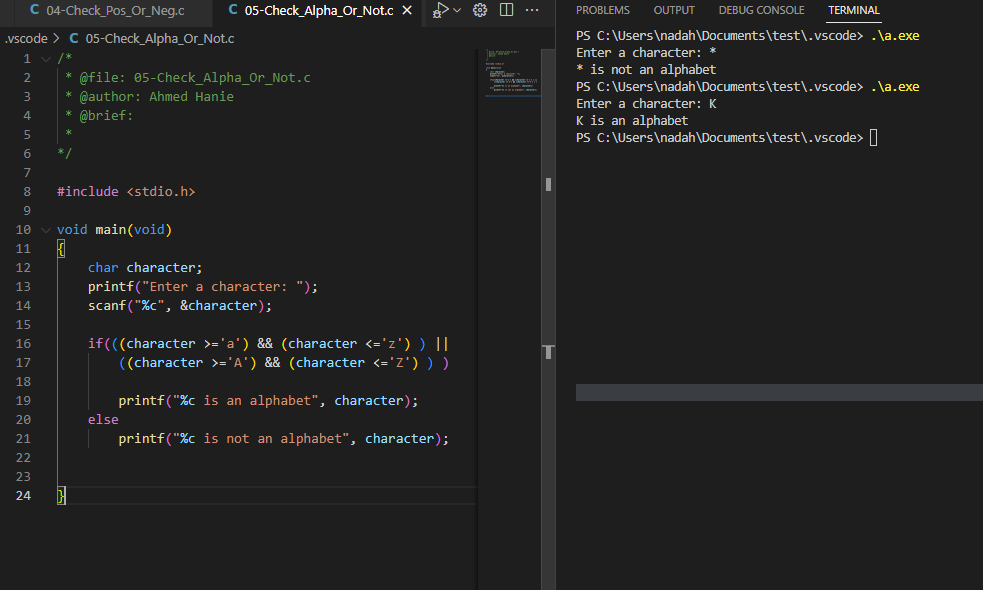 04-Check_Pos_Or_Neg.c
05-Check_Alpha_Or_Not.c
.vscode > C 05-Check_Alpha_Or_Not.c
1 /*
2 * @file: 05-Check_Alpha_Or_Not.c
3 * @author: Ahmed Hanie
4 * @brief:
5 *
6 */
7
8 #include <stdio.h>
9
10 void main(void)
11 {
12 char character;
13 printf("Enter a character: ");
14 scanf("%c", &character);
15
16 if(((character >='a') && (character <='z') ) ||
17 ((character >='A') && (character <='Z') ) )
18
19 printf("%c is an alphabet", character);
20 else
21 printf("%c is not an alphabet", character);
22
23
24 }
PROBLEMS OUTPUT DEBUG CONSOLE TERMINAL
PS C:\Users\nadah\Documents\test\.vscode> .\a.exe
Enter a character: *
* is not an alphabet
PS C:\Users\nadah\Documents\test\.vscode> .\a.exe
Enter a character: K
K is an alphabet
PS C:\Users\nadah\Documents\test\.vscode>